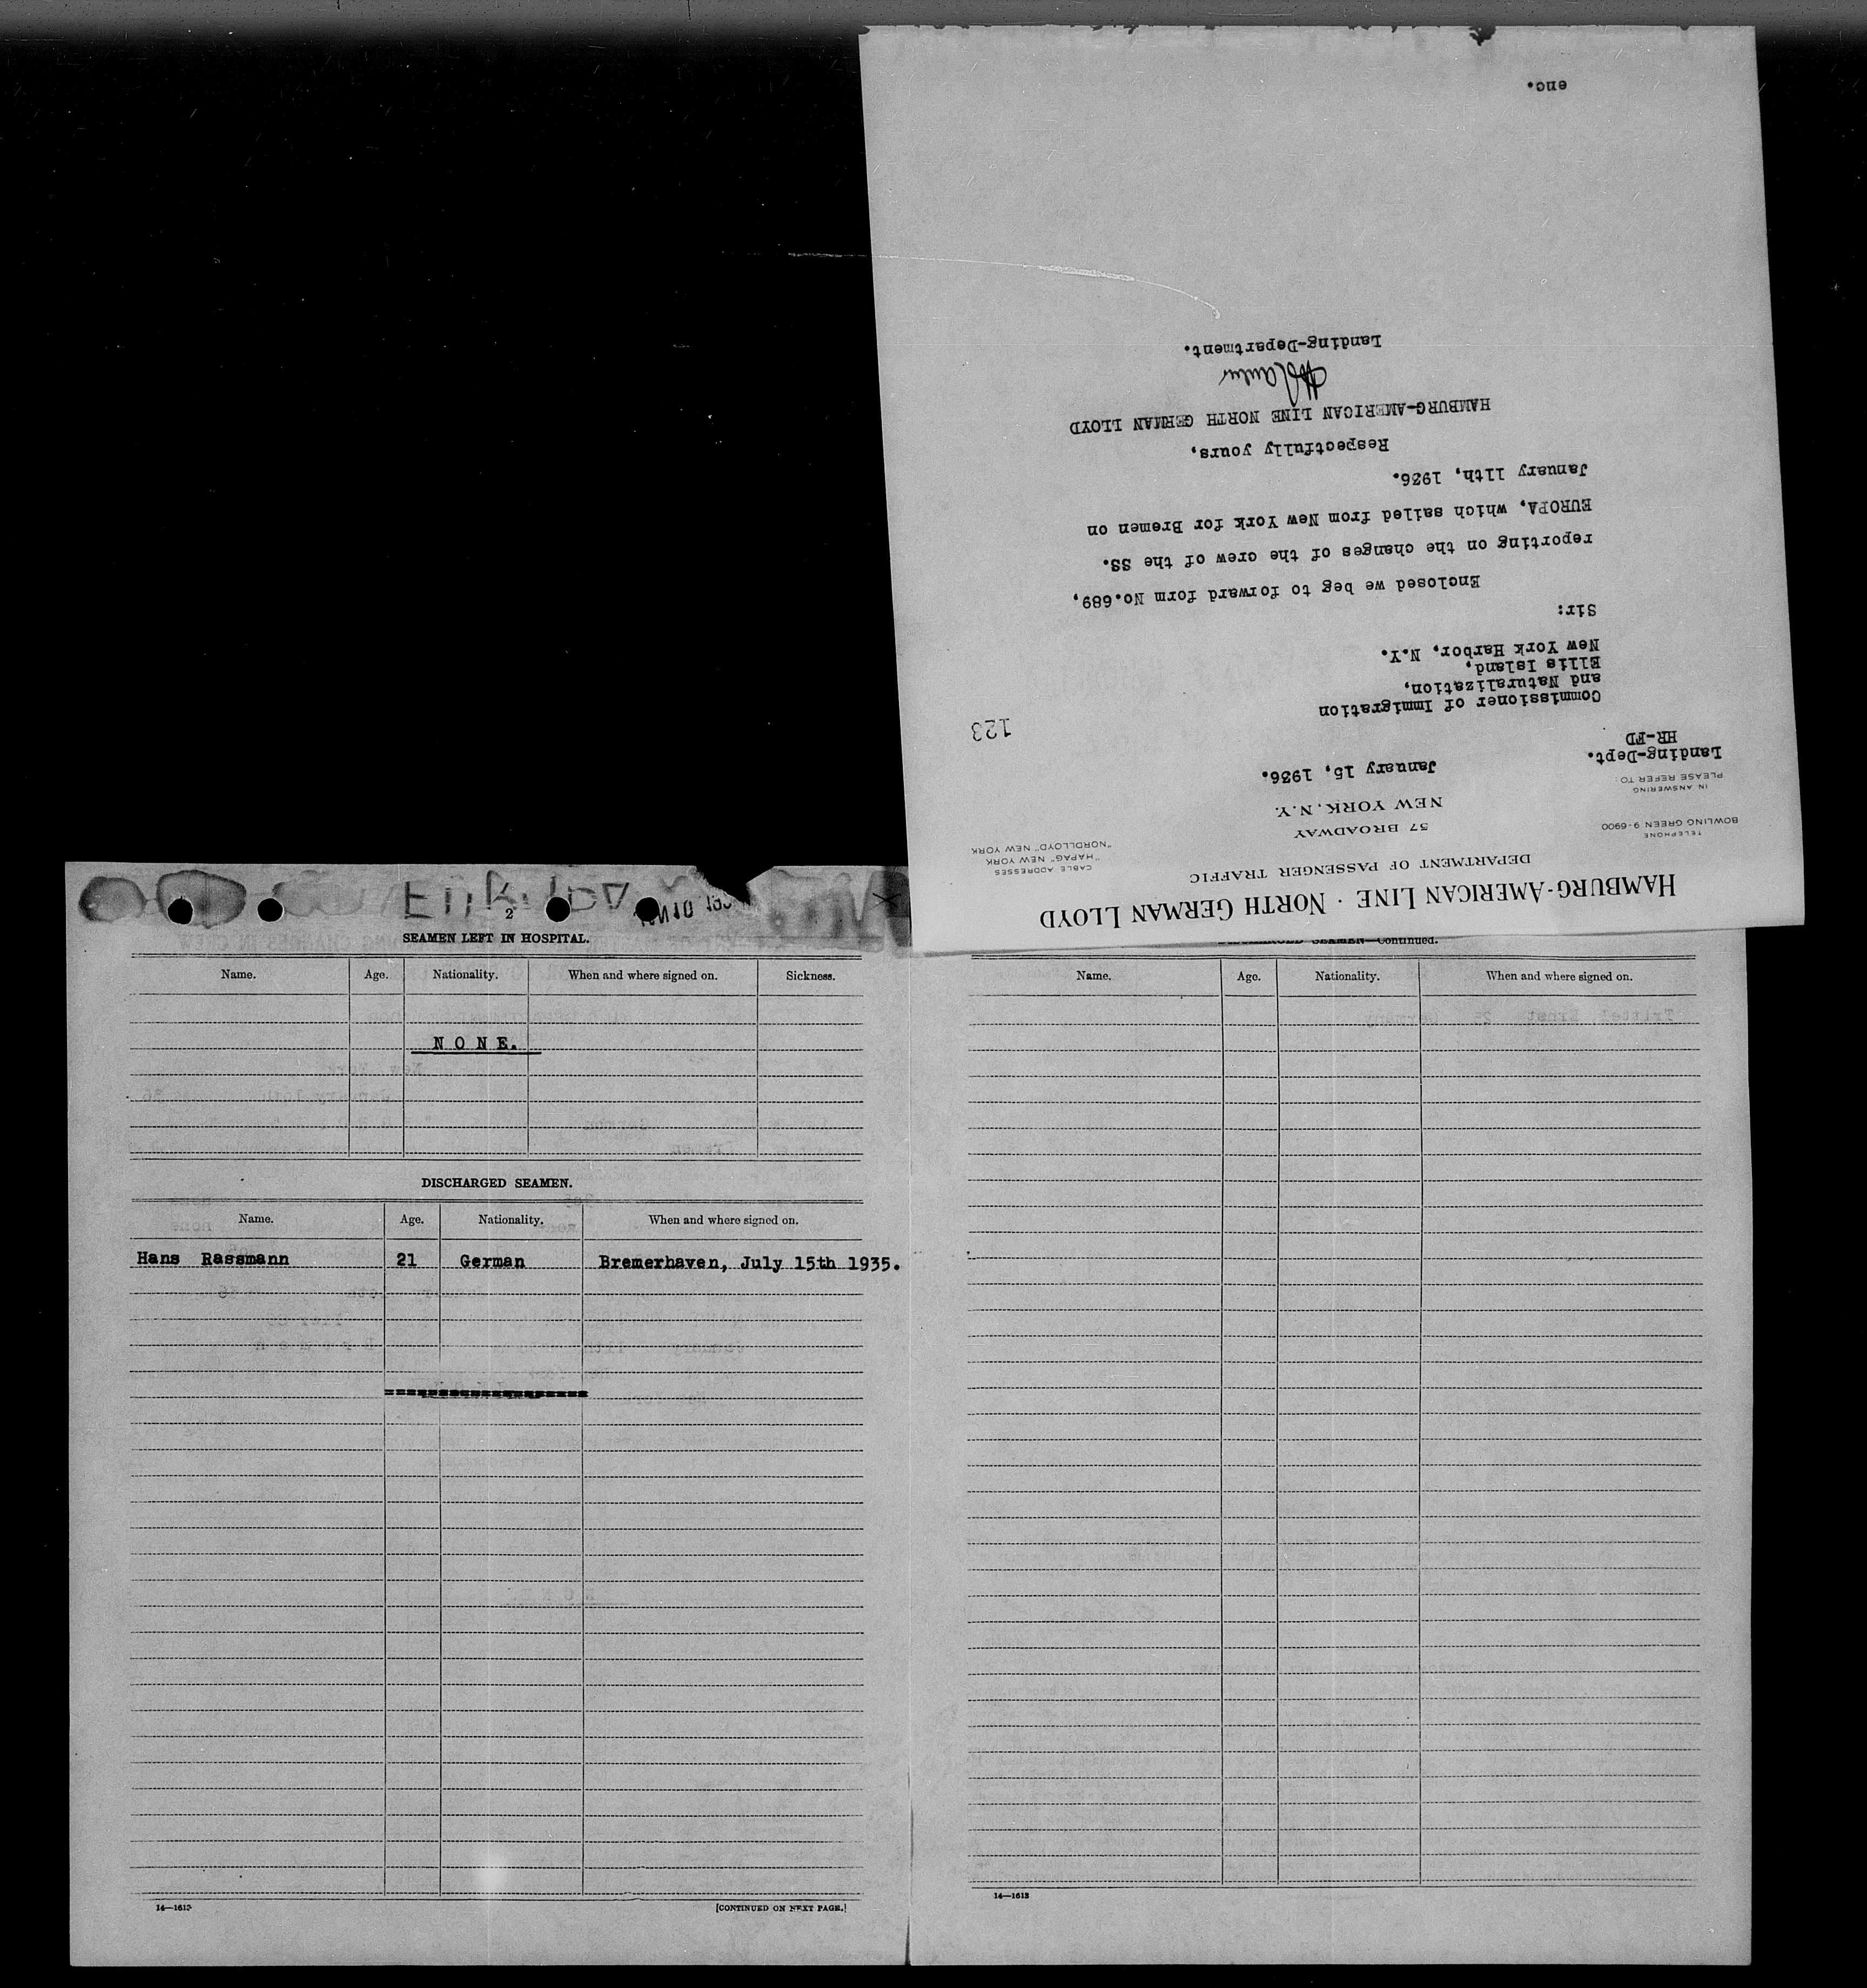 HAMBURG-AMERICAN LINE · NORTH GERMAN LLOYD
DEPARTMENT OF PASSENGER TRAFFIC
57 BROADWAY
NEW YORK, N.Y.
TELEPHONE
BOWLING GREEN 9-6900
CABLE ADDRESSES
"HAPAG" NEW YORK
"NORDLLOYD" NEW YORK
IN ANSWERING
PLEASE REFER TO:
Landing-Dept.
HR-FD
January 15, 1936.
123
Commissioner of Immigration
and Naturalization,
Ellis Island,
New York Harbor, N.Y.
Sir:
Enclosed we beg to forward form No.689,
reporting on the changes of the crew of the SS.
EUROPA, which sailed from New York for Bremen on
January 11th, 1936.
Respectfully yours,
HAMBURG-AMERICAN LINE NORTH GERMAN LLOYD
Landing-Department.
enc.
2
SEAMEN LEFT IN HOSPITAL.
Name. Age. Nationality. When and where signed on. Sickness.
N O N E.
DISCHARGED SEAMEN.
Name. Age. Nationality. When and where signed on.
Hans Rassmann 21 German Bremerhaven, July 15th 1935.
14—1613
[CONTINUED ON NEXT PAGE.]
DISCHARGED SEAMEN—Continued.
Name. Age. Nationality. When and where signed on.
14—1613